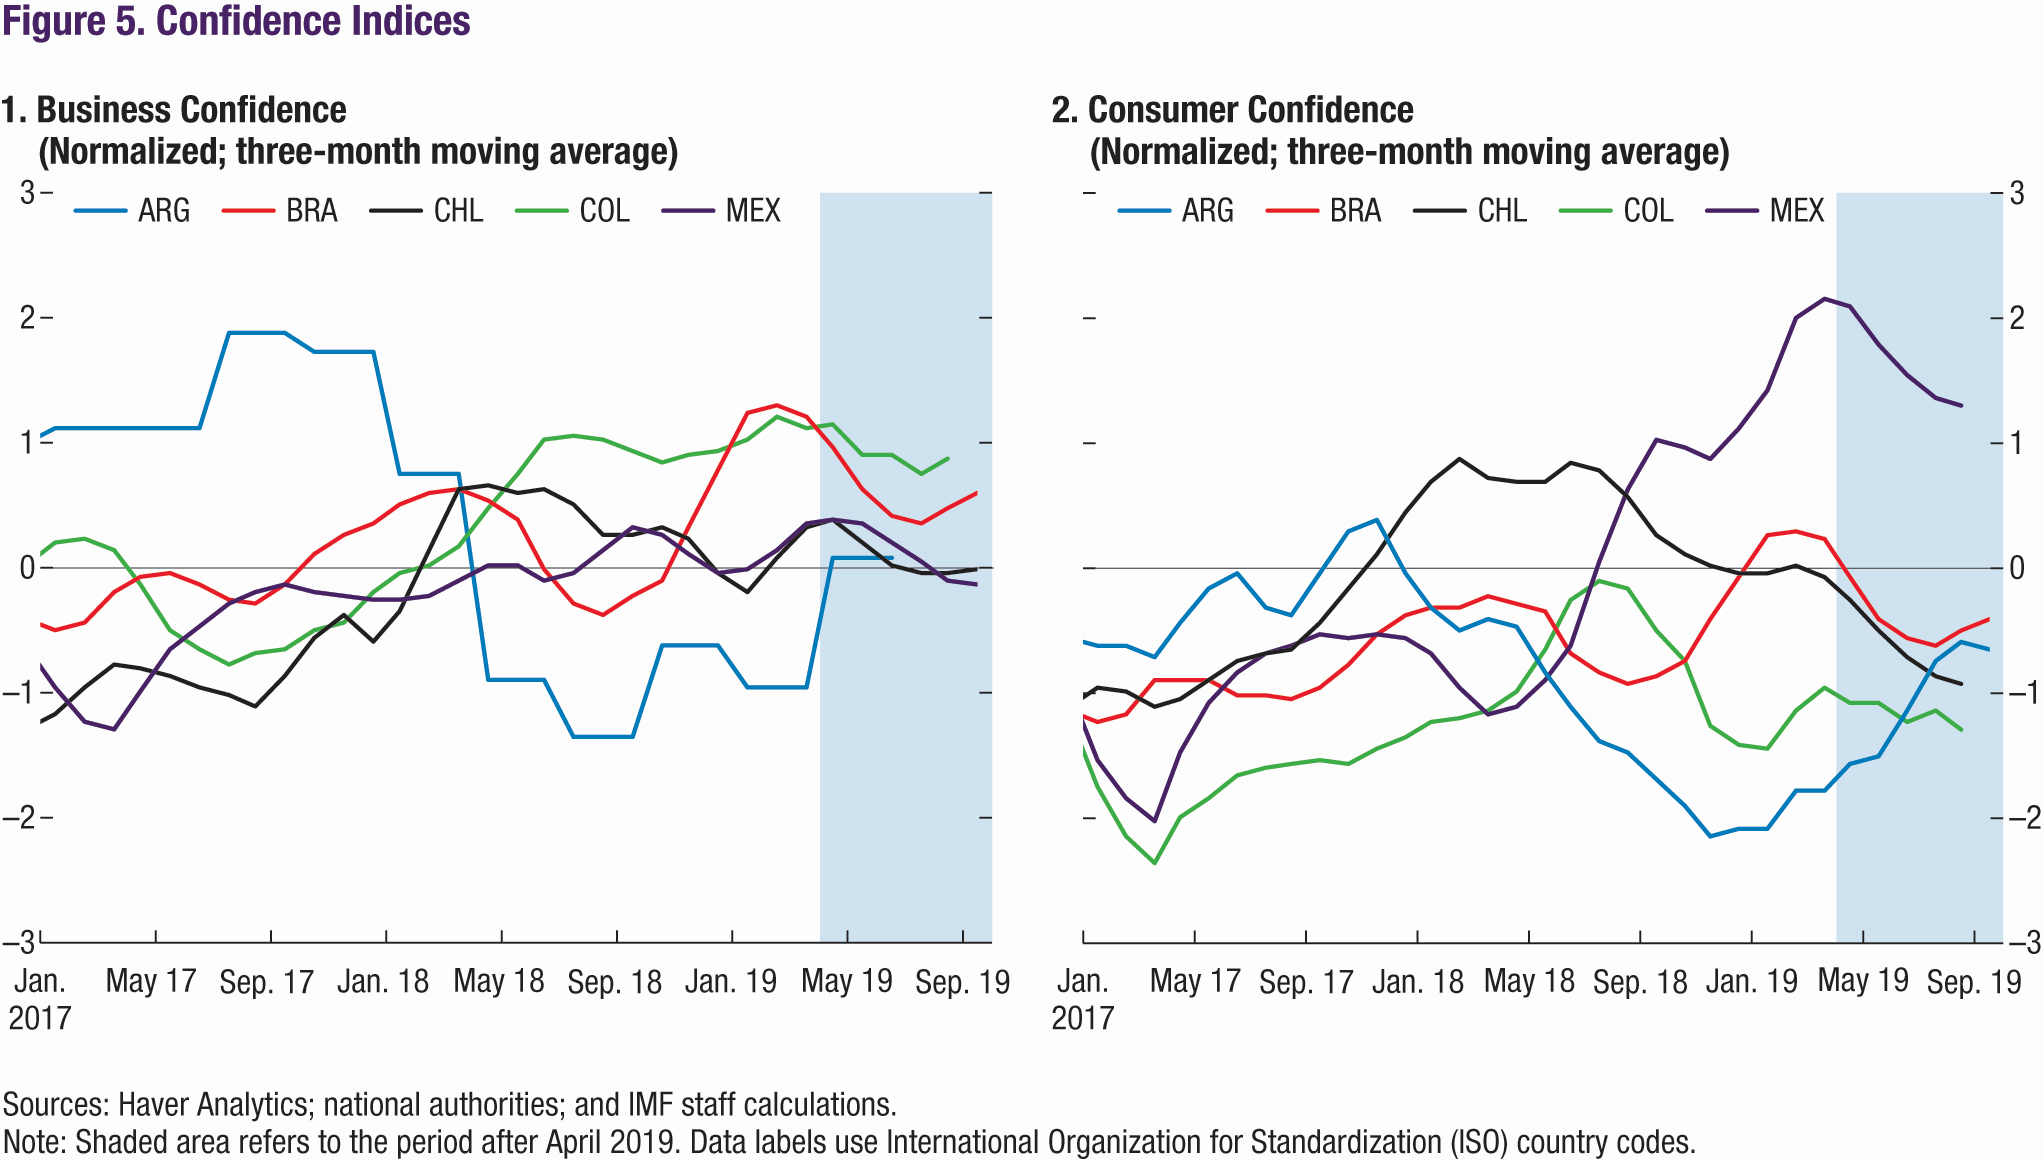 Figure 5. Confidence Indices
1. Business Confidence
(Normalized; three-month moving average)
3
ARG BRA CHL COL MEX
2
1
0
–1
–2
–3
Jan. May 17 Sep. 17 Jan. 18 May 18 Sep. 18 Jan. 19 May 19 Sep. 19
2017
2. Consumer Confidence
(Normalized; three-month moving average)
ARG BRA CHL COL MEX
3
2
1
0
–1
–2
–3
Jan. May 17 Sep. 17 Jan. 18 May 18 Sep. 18 Jan. 19 May 19 Sep. 19
2017
Sources: Haver Analytics; national authorities; and IMF staff calculations.
Note: Shaded area refers to the period after April 2019. Data labels use International Organization for Standardization (ISO) country codes.